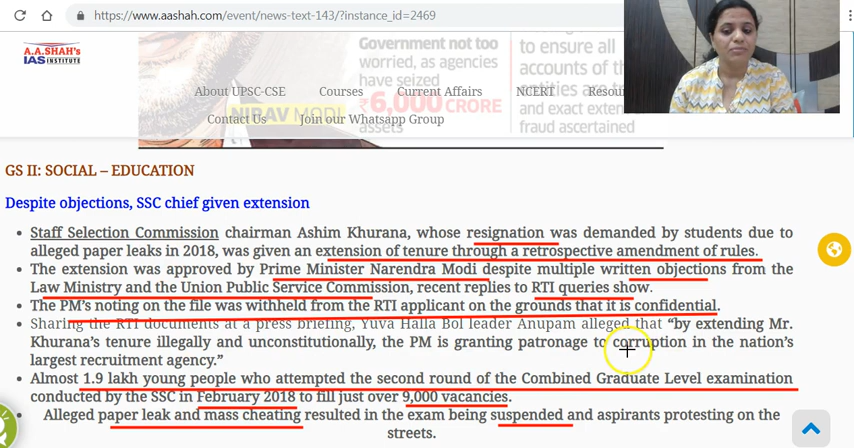 https://www.aashah.com/event/news-text-143/?instance_id=2469
A.A.SHAH's
IAS INSTITUTE
Government not too
worried, as agencies
have seized
₹6,000 CRORE
assets
NIRAV MODI
to ensure all
accounts of th
entities a
and exact exten
fraud ascertained
About UPSC-CSE Courses Current Affairs NCERT Resou
Contact Us Join our Whatsapp Group
GS II: SOCIAL – EDUCATION
Despite objections, SSC chief given extension
• Staff Selection Commission chairman Ashim Khurana, whose resignation was demanded by students due to
alleged paper leaks in 2018, was given an extension of tenure through a retrospective amendment of rules.
• The extension was approved by Prime Minister Narendra Modi despite multiple written objections from the
Law Ministry and the Union Public Service Commission, recent replies to RTI queries show.
• The PM's noting on the file was withheld from the RTI applicant on the grounds that it is confidential.
• Sharing the RTI documents at a press briefing, Yuva Halla Bol leader Anupam alleged that “by extending Mr.
Khurana's tenure illegally and unconstitutionally, the PM is granting patronage to corruption in the nation's
largest recruitment agency.”
• Almost 1.9 lakh young people who attempted the second round of the Combined Graduate Level examination
conducted by the SSC in February 2018 to fill just over 9,000 vacancies.
• Alleged paper leak and mass cheating resulted in the exam being suspended and aspirants protesting on the
streets.